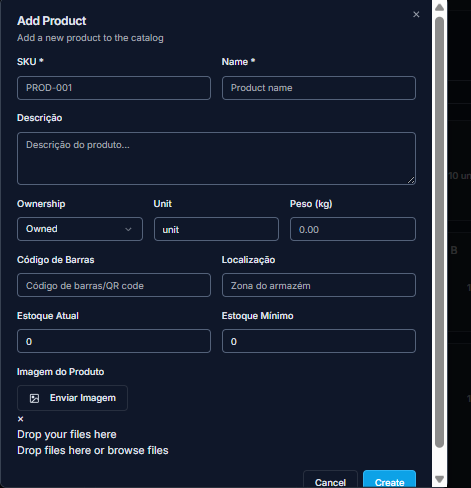 Add Product
×
Add a new product to the catalog
SKU *
Name *
PROD-001
Product name
Descrição
Descrição do produto...
Ownership
Unit
Peso (kg)
Owned
unit
0.00
Código de Barras
Localização
Código de barras/QR code
Zona do armazém
Estoque Atual
Estoque Mínimo
0
0
Imagem do Produto
Enviar Imagem
×
Drop your files here
Drop files here or browse files
Cancel
Create
10
B